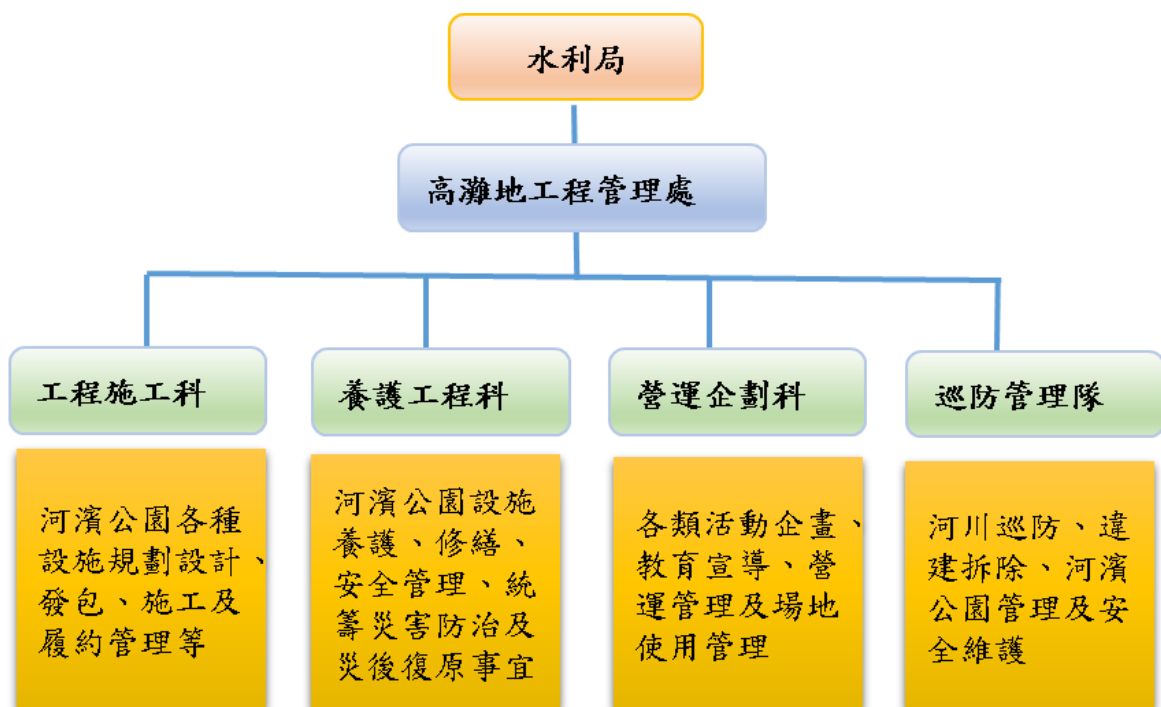 水利局
高灘地工程管理處
工程施工科
養護工程科
營運企劃科
巡防管理隊
河濱公園各種
設施規劃設計、
發包、施工及
履約管理等
河濱公園設施
養護、修繕、
安全管理、統
籌災害防治及
災後復原事宜
各類活動企畫、
教育宣導、營
運管理及場地
使用管理
河川巡防、違
建拆除、河濱
公園管理及安
全維護